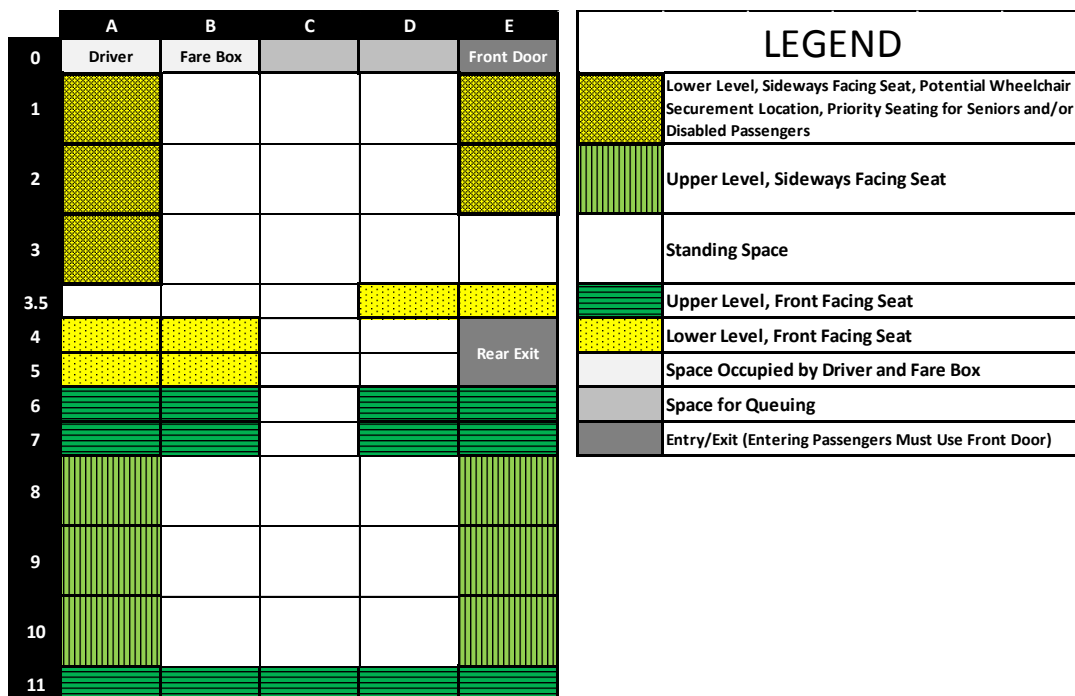 A B C D E
0 Driver Fare Box Front Door
1
2
3
3.5
4
Rear Exit
5
6
7
8
9
10
11
LEGEND
Lower Level, Sideways Facing Seat, Potential Wheelchair
Securement Location, Priority Seating for Seniors and/or
Disabled Passengers
Upper Level, Sideways Facing Seat
Standing Space
Upper Level, Front Facing Seat
Lower Level, Front Facing Seat
Space Occupied by Driver and Fare Box
Space for Queuing
Entry/Exit (Entering Passengers Must Use Front Door)